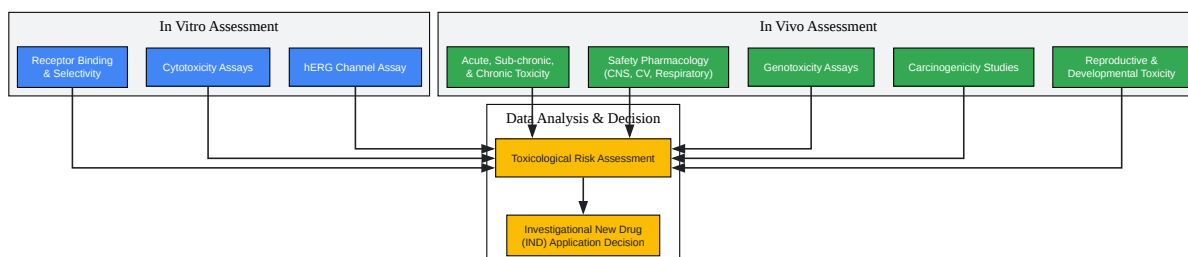 In Vitro Assessment
Receptor Binding
& Selectivity
Cytotoxicity Assays
hERG Channel Assay
In Vivo Assessment
Acute, Sub-chronic,
& Chronic Toxicity
Safety Pharmacology
(CNS, CV, Respiratory)
Genotoxicity Assays
Carcinogenicity Studies
Reproductive &
Developmental Toxicity
Data Analysis & Decision
Toxicological Risk Assessment
Investigational New Drug
(IND) Application Decision